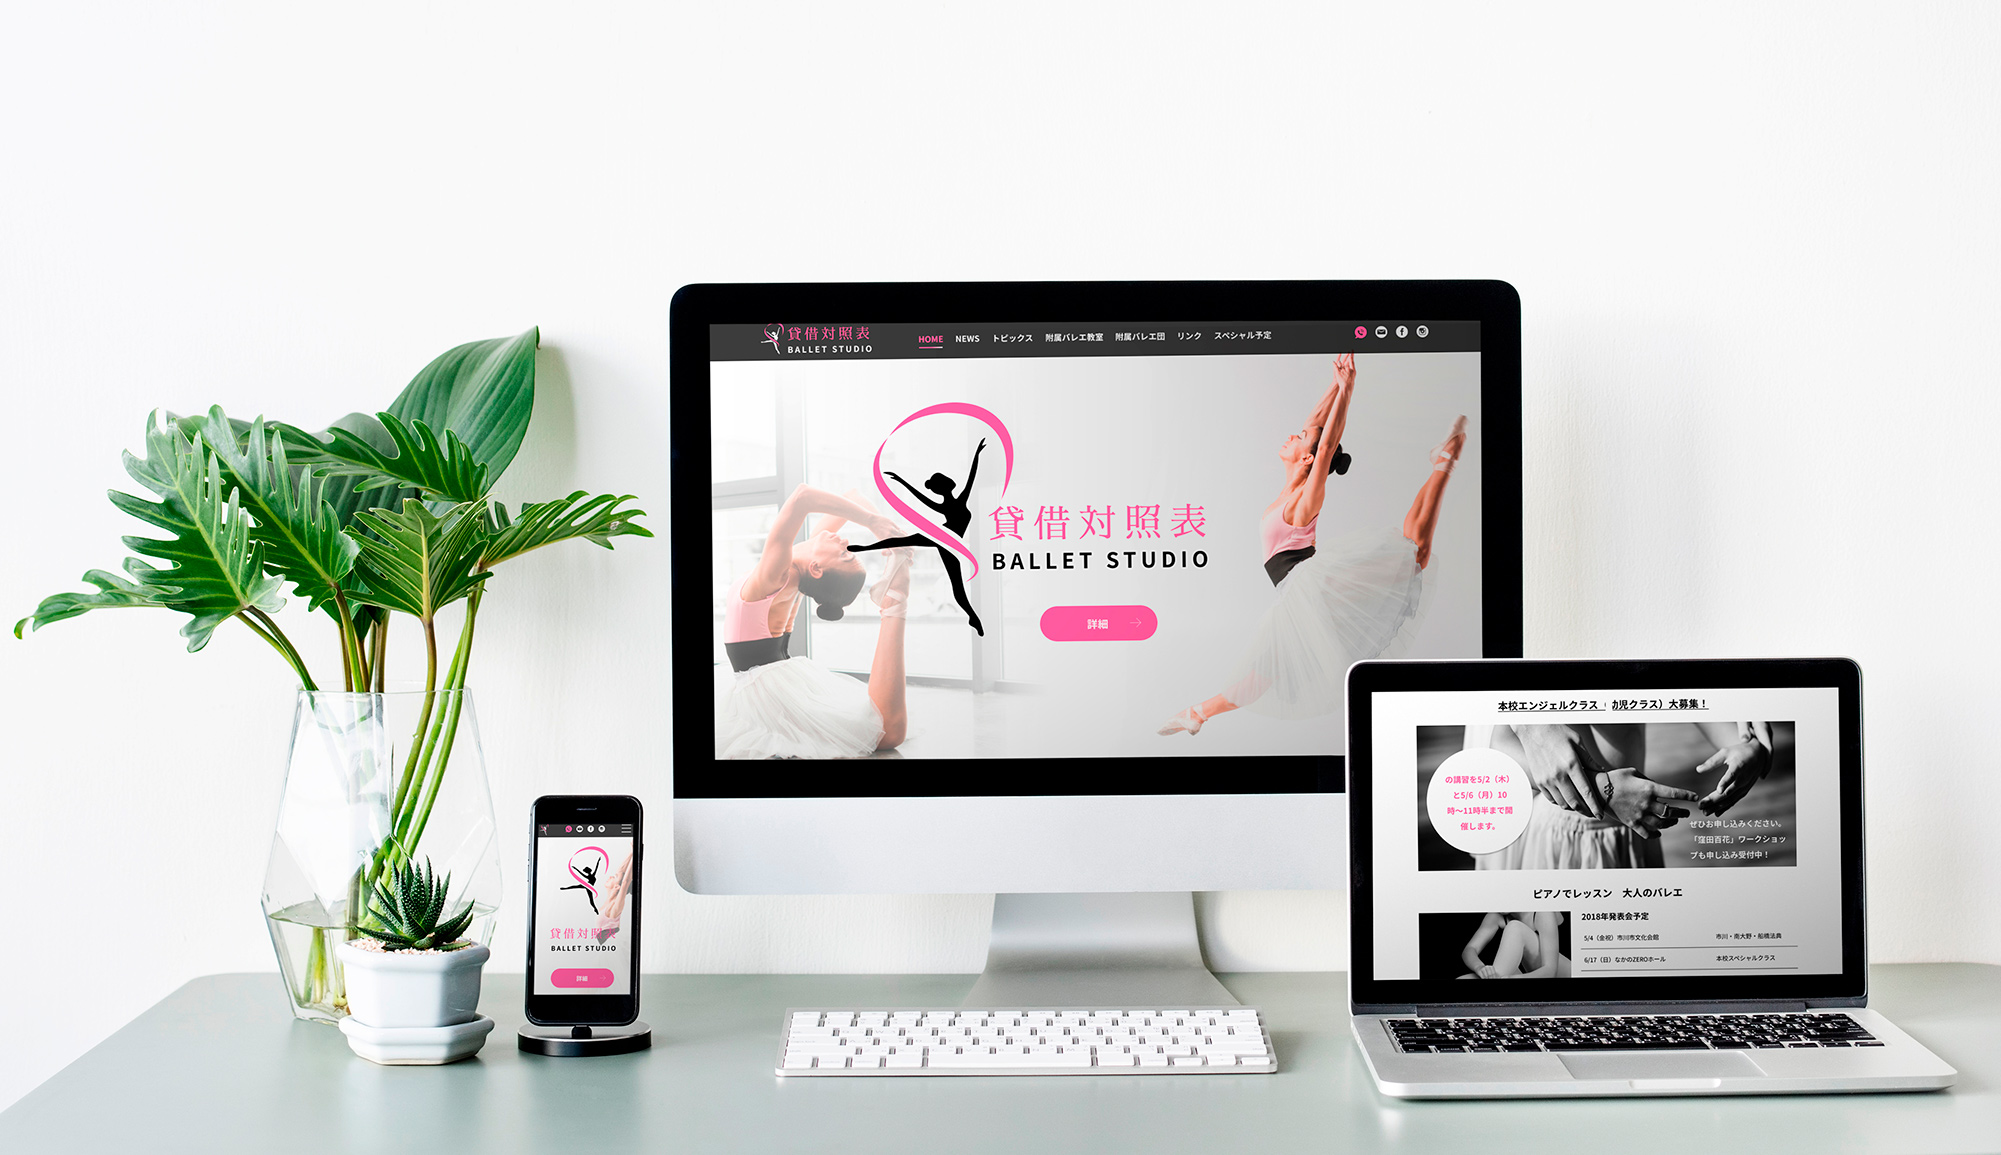 貸借対照表
BALLET STUDIO
HOME NEWS トピックス 附属バレエ教室 附属バレエ団 リンク スペシャル予定
貸借対照表
BALLET STUDIO
詳細
貸借対照表
BALLET STUDIO
詳細
本校エンジェルクラス（幼児クラス）大募集！
の講習を5/2（木）
と5/6（月）10
時〜11時半まで開
催します。
ぜひお申し込みください。
「窪田百花」ワークショッ
プも申し込み受付中！
ピアノでレッスン　大人のバレエ
2018年発表会予定
5/4（金祝）市川市文化会館 市川・南大野・船橋法典
6/17（日）なかのZEROホール 本校スペシャルクラス